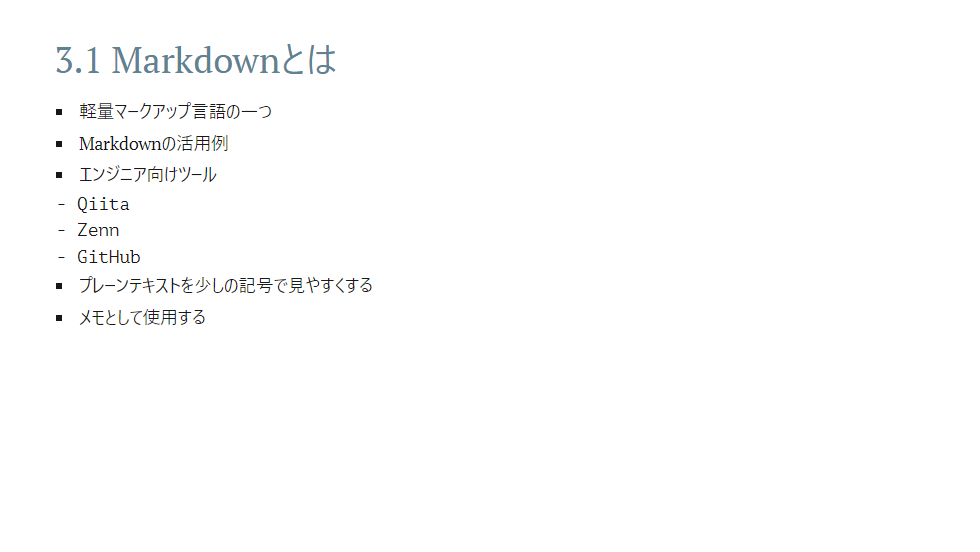 3.1 Markdownとは
▪ 軽量マークアップ言語の一つ
▪ Markdownの活用例
▪ エンジニア向けツール
- Qiita
- Zenn
- GitHub
▪ プレーンテキストを少しの記号で見やすくする
▪ メモとして使用する